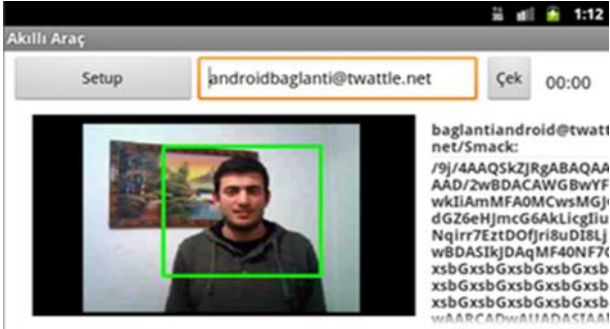 1:12
Akıllı Araç
Setup
androidbaglanti@twattle.net
Çek
00:00
baglantiandroid@twatt
net/Smack:
/9j/4AAQSkZJRgABAQAA
AAD/2wBDACAWGBwYF
wkIiAmMFA0MCwsMGJ
dGZ6eHJmcG6AkLicgIiu
Nqirr7EztDOfJri8uDI8Lj
wBDASIkJDAqMF40NF7C
xsbGxsbGxsbGxsbGxsb
xsbGxsbGxsbGxsbGxsb
xsbGxsbGxsbGxsbGxsb
wAARCADwAUADASIAA